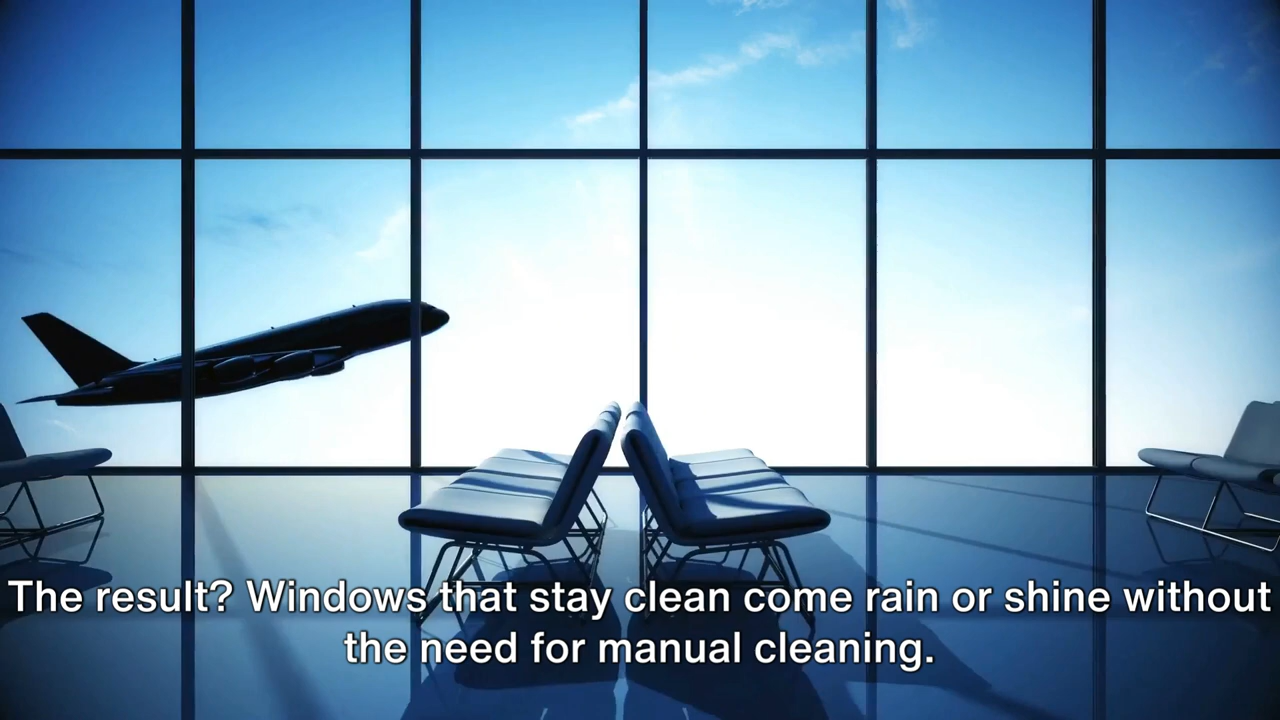 The result? Windows that stay clean come rain or shine without
the need for manual cleaning.